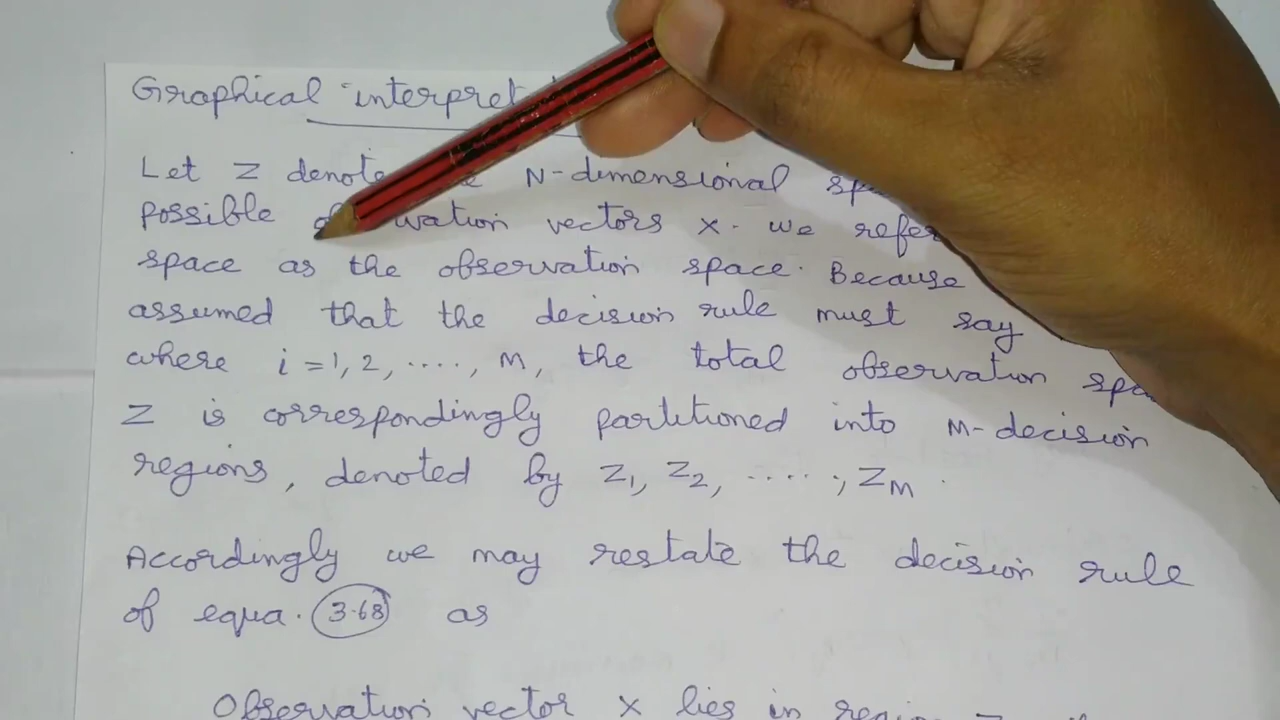 Graphical interpret
Let Z denote N-dimensional
possible vectors x. we refer
space as the observation space. Because
assumed that the decision rule must say
where i = 1, 2, ....., M, the total observation
Z is correspondingly partitioned into M-decision
regions, denoted by Z₁, Z₂, ....., Z_M.
Accordingly we may restate the decision rule
of equa. 3.68 as
Observation vector x lies in region